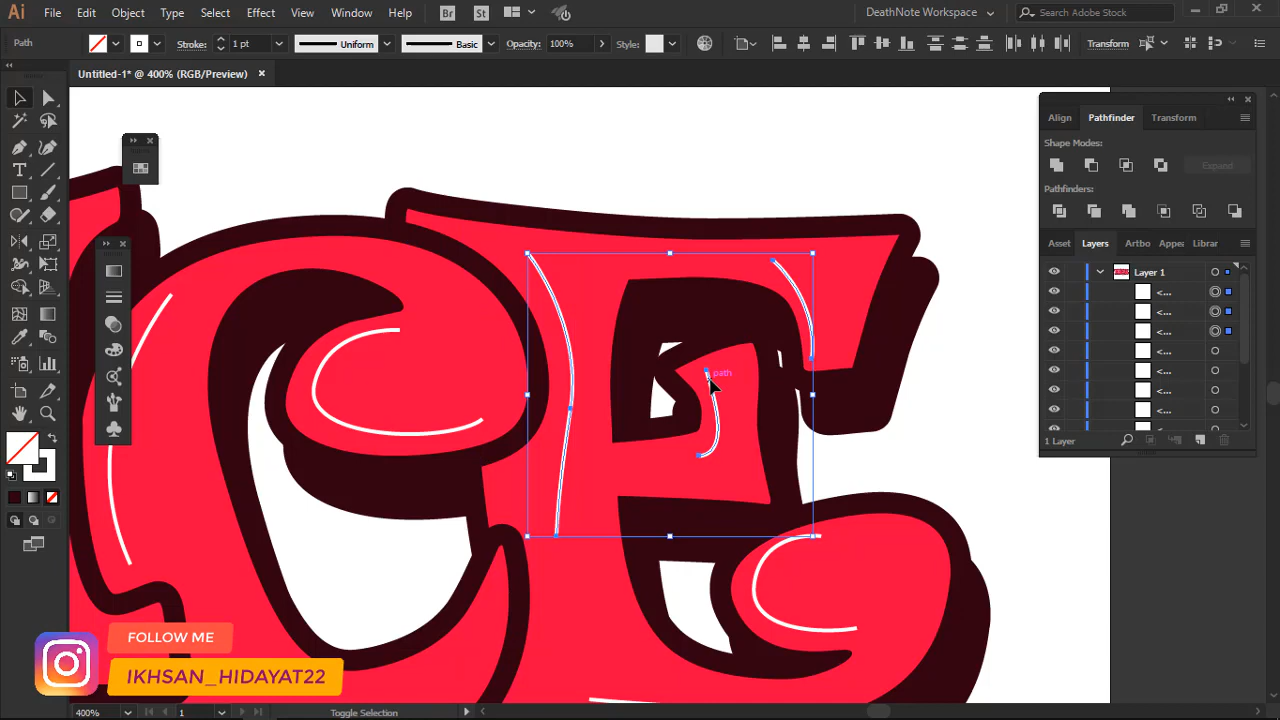 Ai File Edit Object Type Select Effect View Window Help Br St DeathNote Workspace Search Adobe Stock
Path Stroke: 1 pt Uniform Basic Opacity: 100% Style: Transform
Untitled-1* @ 400% (RGB/Preview)
Align Pathfinder Transform
Shape Modes:
Expand
Pathfinders:
Asset Layers Artbo Appea Librar
Layer 1
<...
<...
<...
<...
<...
<...
<...
1 Layer
path
FOLLOW ME
IKHSAN_HIDAYAT22
400% 1 Toggle Selection